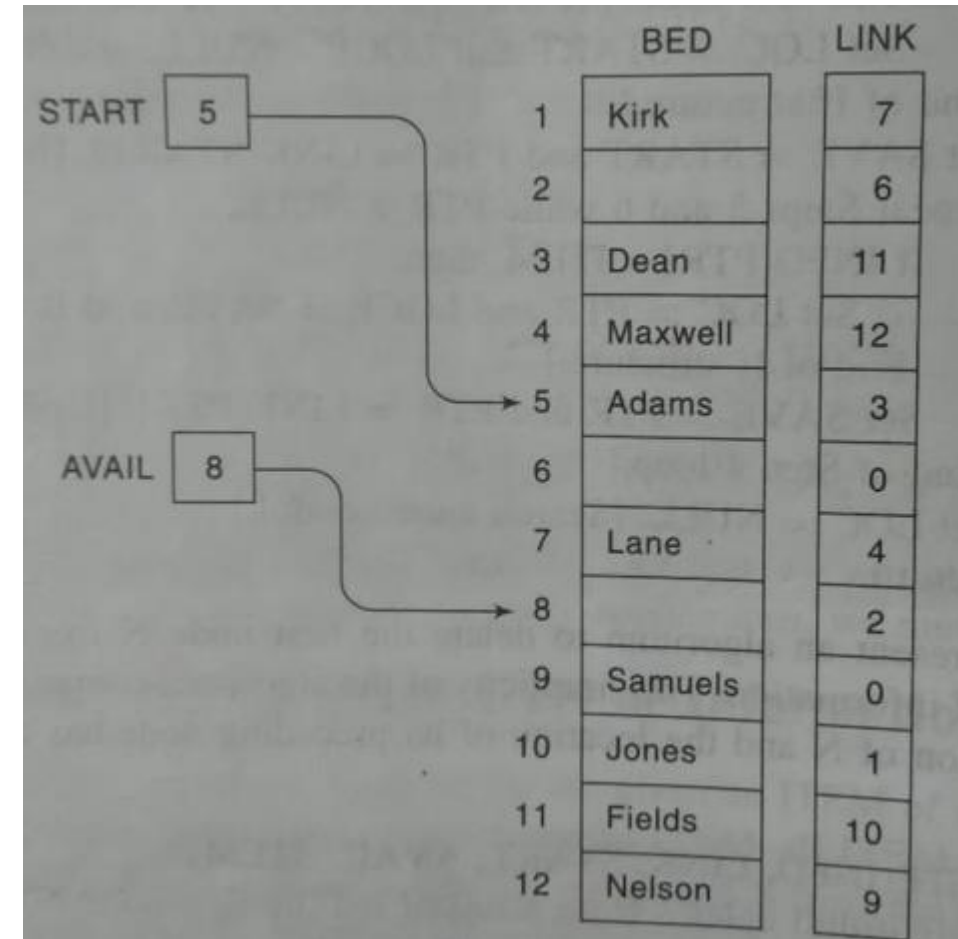 BED LINK
START 5
1 Kirk 7
2 6
3 Dean 11
4 Maxwell 12
5 Adams 3
AVAIL 8
6 0
7 Lane 4
8 2
9 Samuels 0
10 Jones 1
11 Fields 10
12 Nelson 9